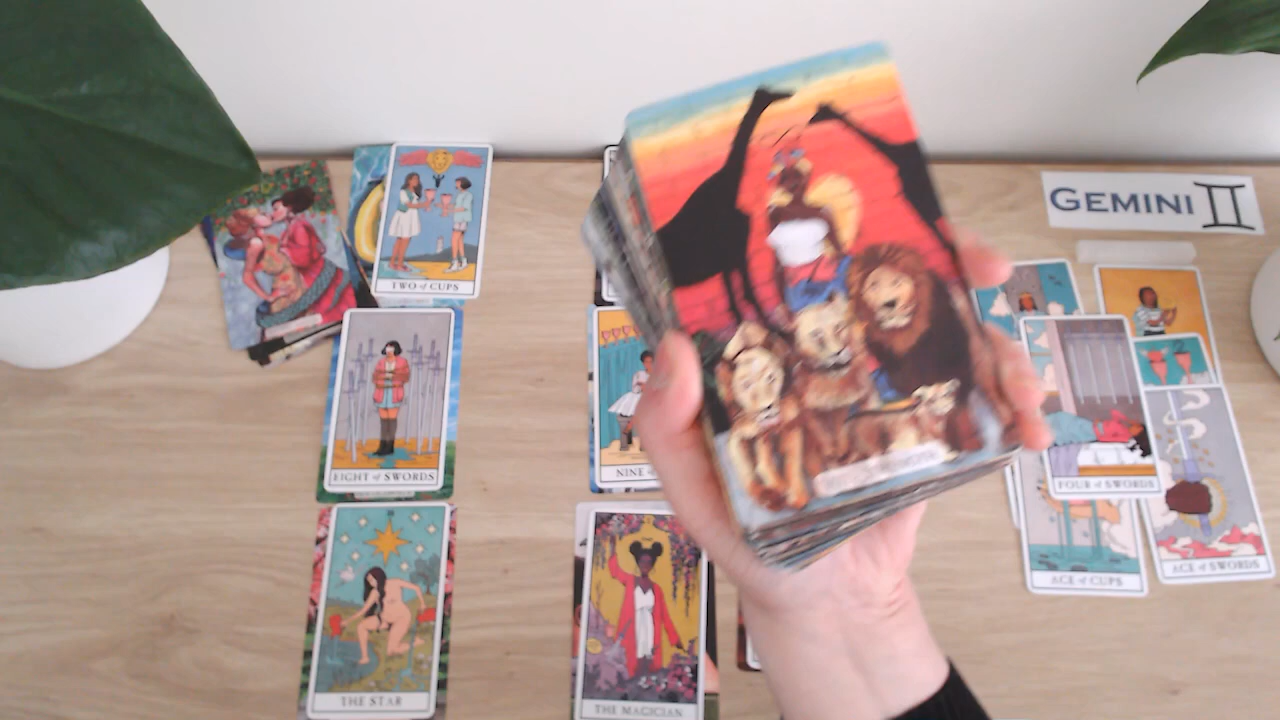 GEMINI
TWO of CUPS
EIGHT of SWORDS
NINE
FOUR of SWORDS
ACE of CUPS
ACE of SWORDS
THE STAR
THE MAGICIAN